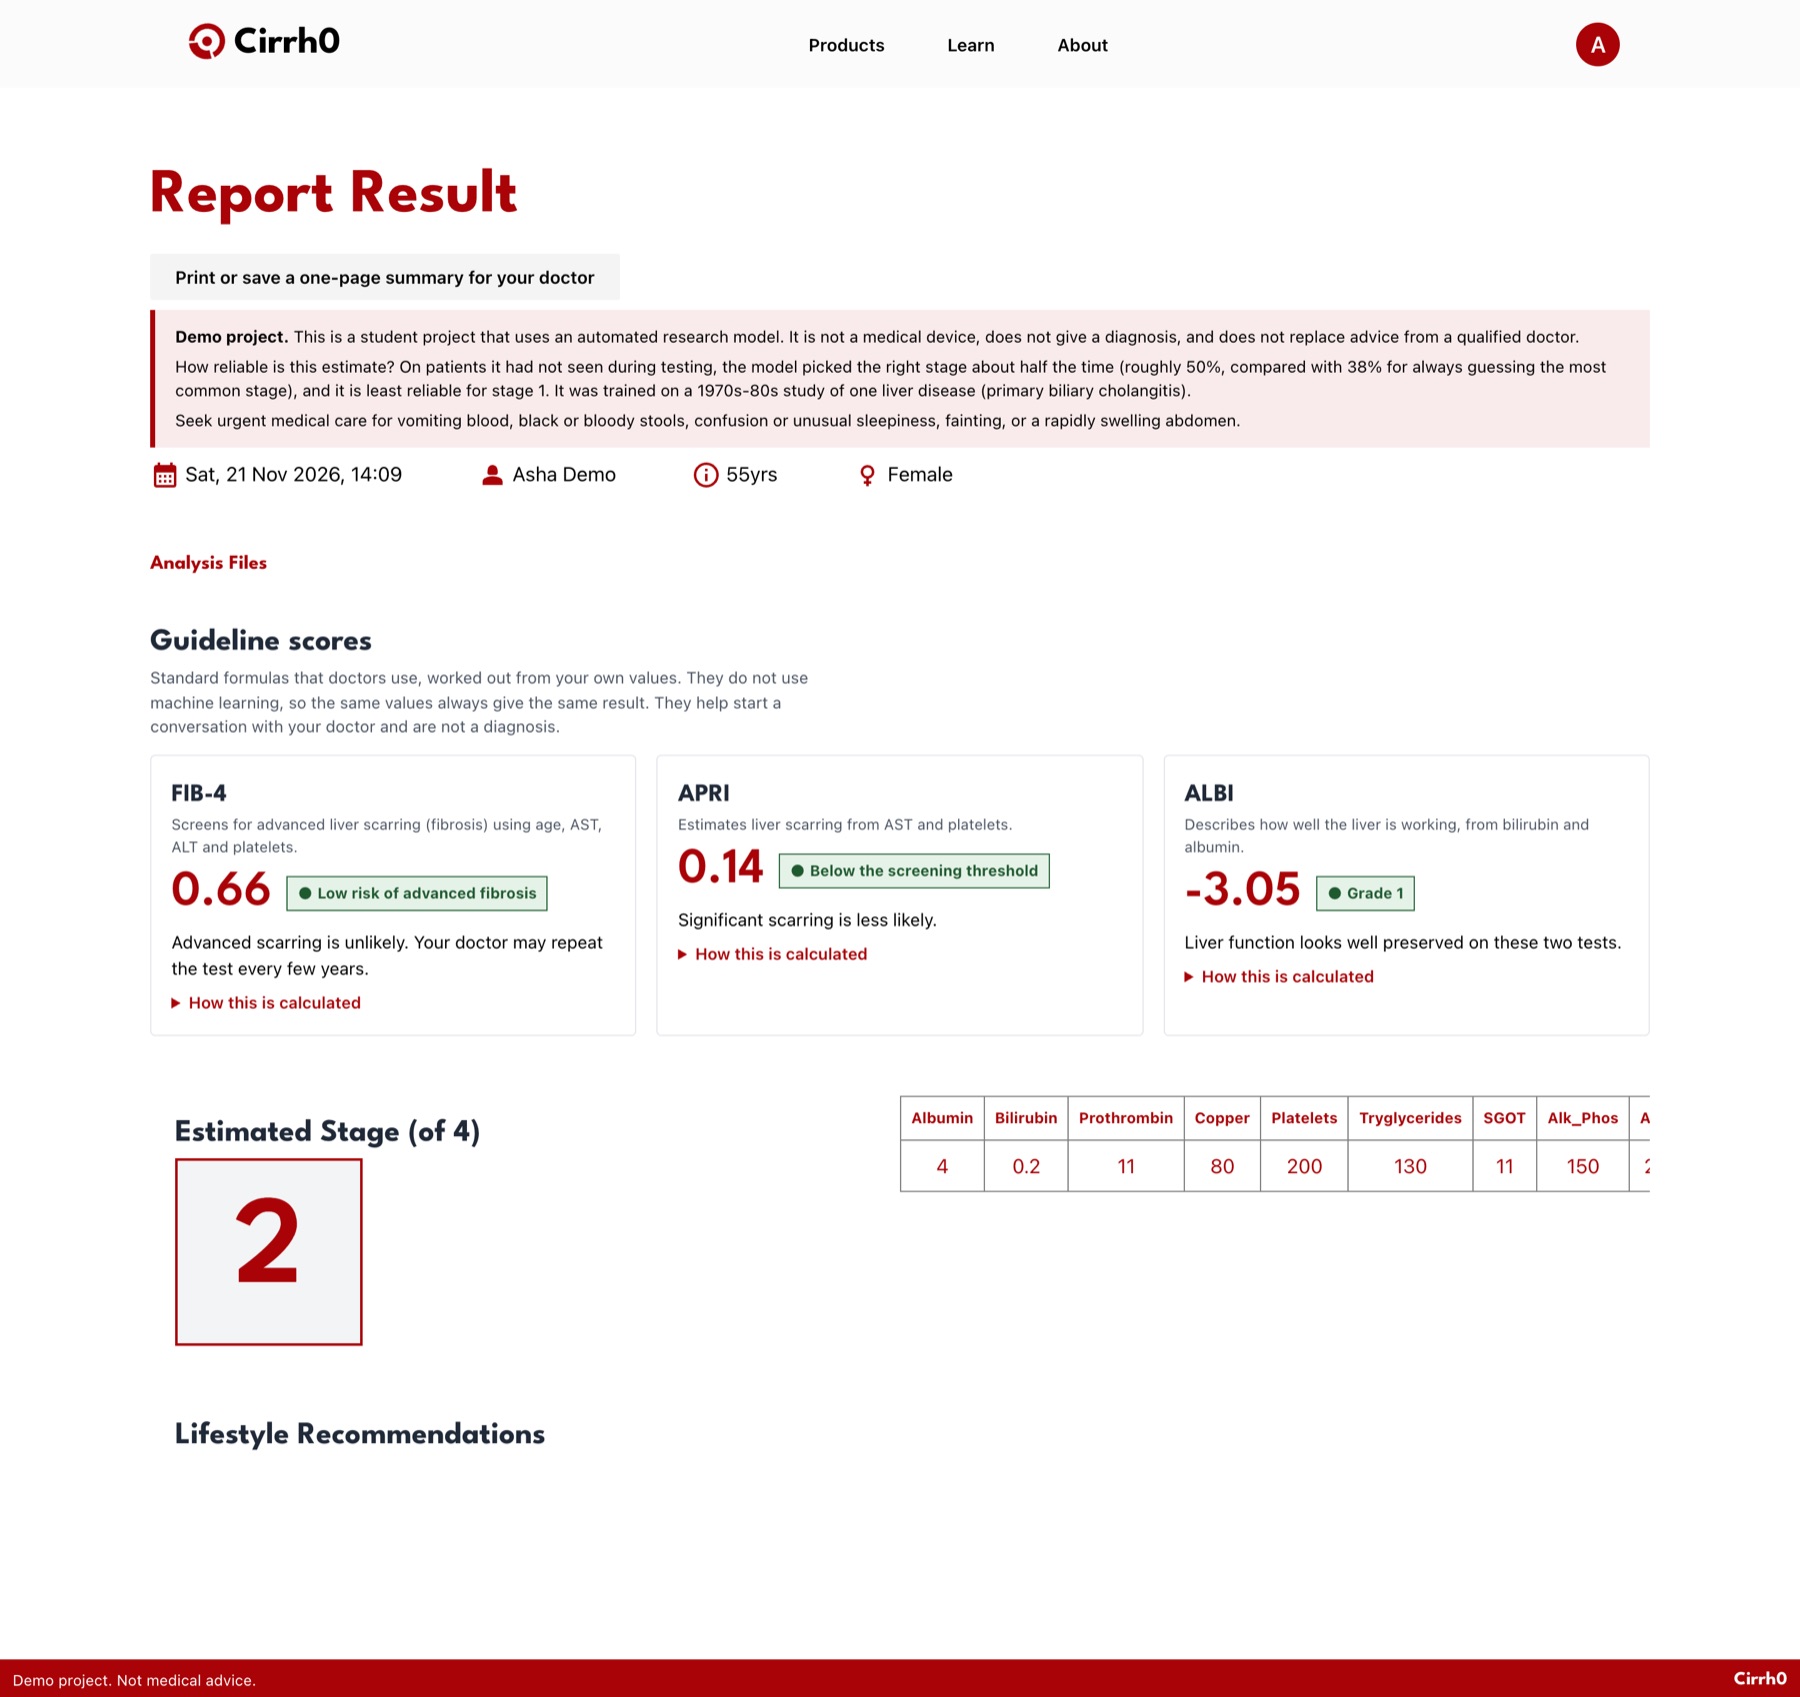 Cirrh0
Products
Learn
About
A
Report Result
Print or save a one-page summary for your doctor
Demo project. This is a student project that uses an automated research model. It is not a medical device, does not give a diagnosis, and does not replace advice from a qualified doctor.
How reliable is this estimate? On patients it had not seen during testing, the model picked the right stage about half the time (roughly 50%, compared with 38% for always guessing the most
common stage), and it is least reliable for stage 1. It was trained on a 1970s-80s study of one liver disease (primary biliary cholangitis).
Seek urgent medical care for vomiting blood, black or bloody stools, confusion or unusual sleepiness, fainting, or a rapidly swelling abdomen.
Sat, 21 Nov 2026, 14:09
Asha Demo
55yrs
Female
Analysis Files
Guideline scores
Standard formulas that doctors use, worked out from your own values. They do not use
machine learning, so the same values always give the same result. They help start a
conversation with your doctor and are not a diagnosis.
FIB-4
Screens for advanced liver scarring (fibrosis) using age, AST,
ALT and platelets.
0.66
Low risk of advanced fibrosis
Advanced scarring is unlikely. Your doctor may repeat
the test every few years.
How this is calculated
APRI
Estimates liver scarring from AST and platelets.
0.14
Below the screening threshold
Significant scarring is less likely.
How this is calculated
ALBI
Describes how well the liver is working, from bilirubin and
albumin.
-3.05
Grade 1
Liver function looks well preserved on these two tests.
How this is calculated
Estimated Stage (of 4)
2
Albumin Bilirubin Prothrombin Copper Platelets Tryglycerides SGOT Alk_Phos
4 0.2 11 80 200 130 11 150
Lifestyle Recommendations
Demo project. Not medical advice.
Cirrh0